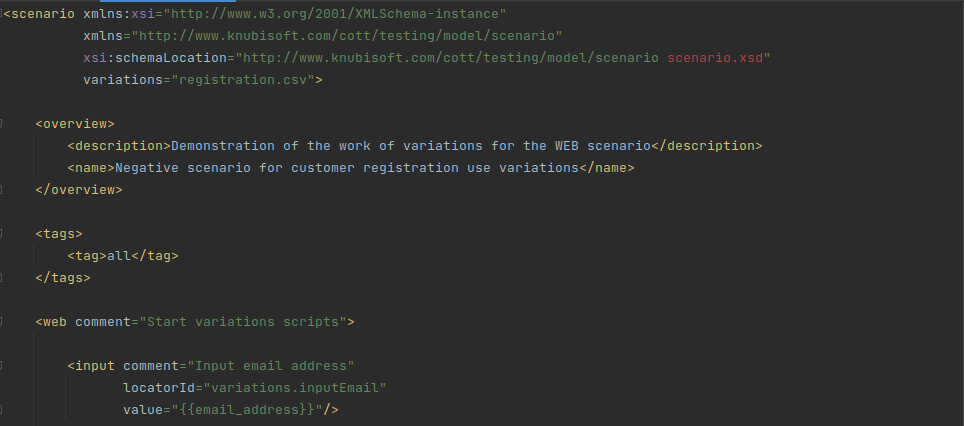 <scenario xmlns:xsi="http://www.w3.org/2001/XMLSchema-instance"
xmlns="http://www.knubisoft.com/cott/testing/model/scenario"
xsi:schemaLocation="http://www.knubisoft.com/cott/testing/model/scenario scenario.xsd"
variations="registration.csv">
<overview>
<description>Demonstration of the work of variations for the WEB scenario</description>
<name>Negative scenario for customer registration use variations</name>
</overview>
<tags>
<tag>all</tag>
</tags>
<web comment="Start variations scripts">
<input comment="Input email address"
locatorId="variations.inputEmail"
value="{{email_address}}"/>